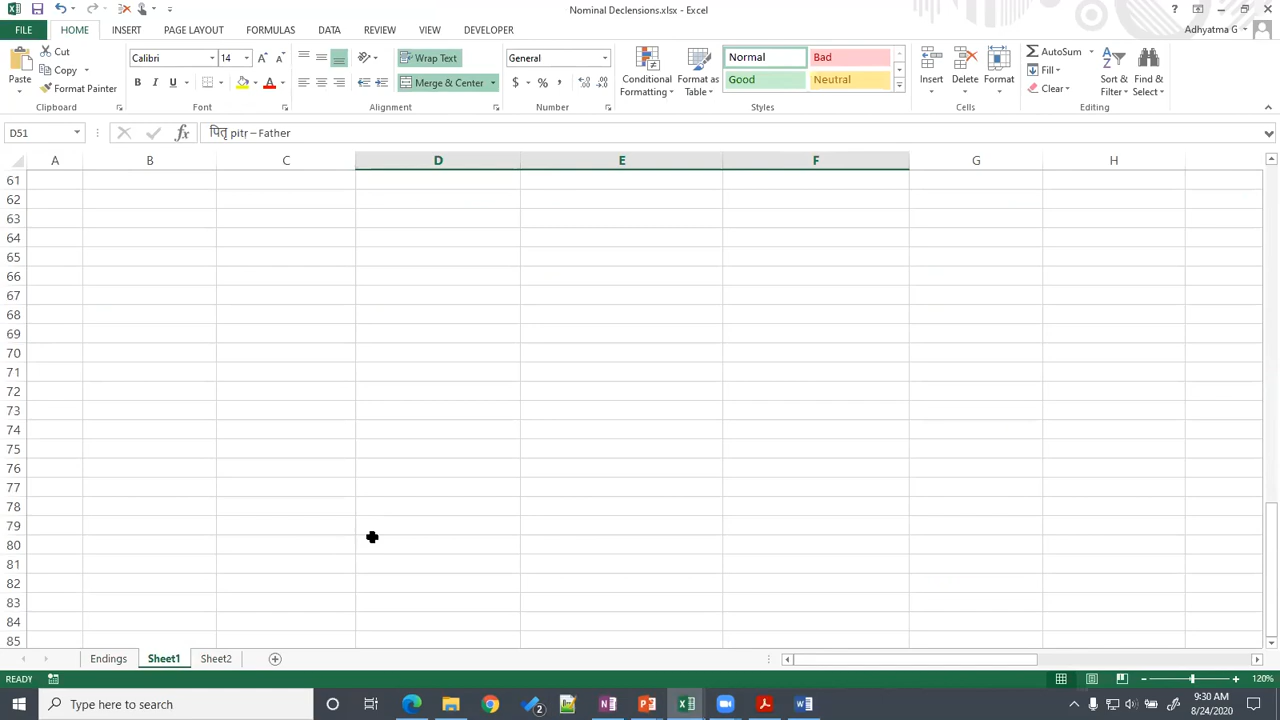 Nominal Declensions.xlsx - Excel
?
FILE HOME INSERT PAGE LAYOUT FORMULAS DATA REVIEW VIEW DEVELOPER Adhyatma G
Paste Cut Copy Format Painter Clipboard
Calibri 14 A A B I U A Font
Wrap Text Merge & Center Alignment
General $ % , Number
Conditional Formatting Format as Table Normal Bad Good Neutral Styles
Insert Delete Format Cells
AutoSum Fill Clear Sort & Filter Find & Select Editing
D51 fx पितृ pitṛ – Father
A B C D E F G H
61
62
63
64
65
66
67
68
69
70
71
72
73
74
75
76
77
78
79
80
81
82
83
84
85
Endings Sheet1 Sheet2
READY 120%
Type here to search 2 9:30 AM
8/24/2020